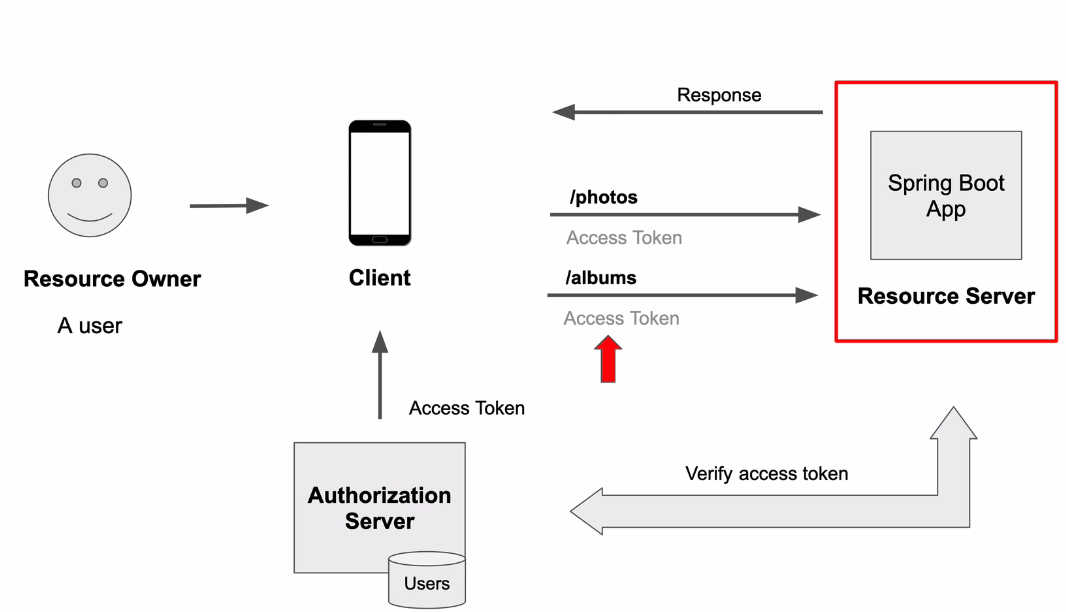 Response
/photos
Access Token
/albums
Access Token
Spring Boot
App
Resource Server
Resource Owner
A user
Client
Access Token
Authorization
Server
Users
Verify access token